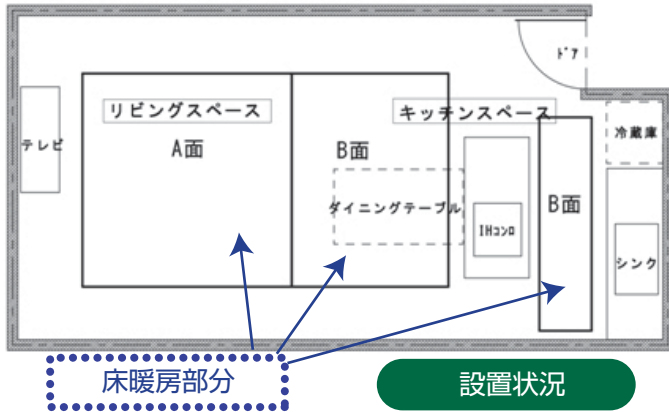 ドア
リビングスペース
キッチンスペース
冷蔵庫
テレビ
A面
B面
ダイニングテーブル
IHコンロ
B面
シンク
床暖房部分
設置状況